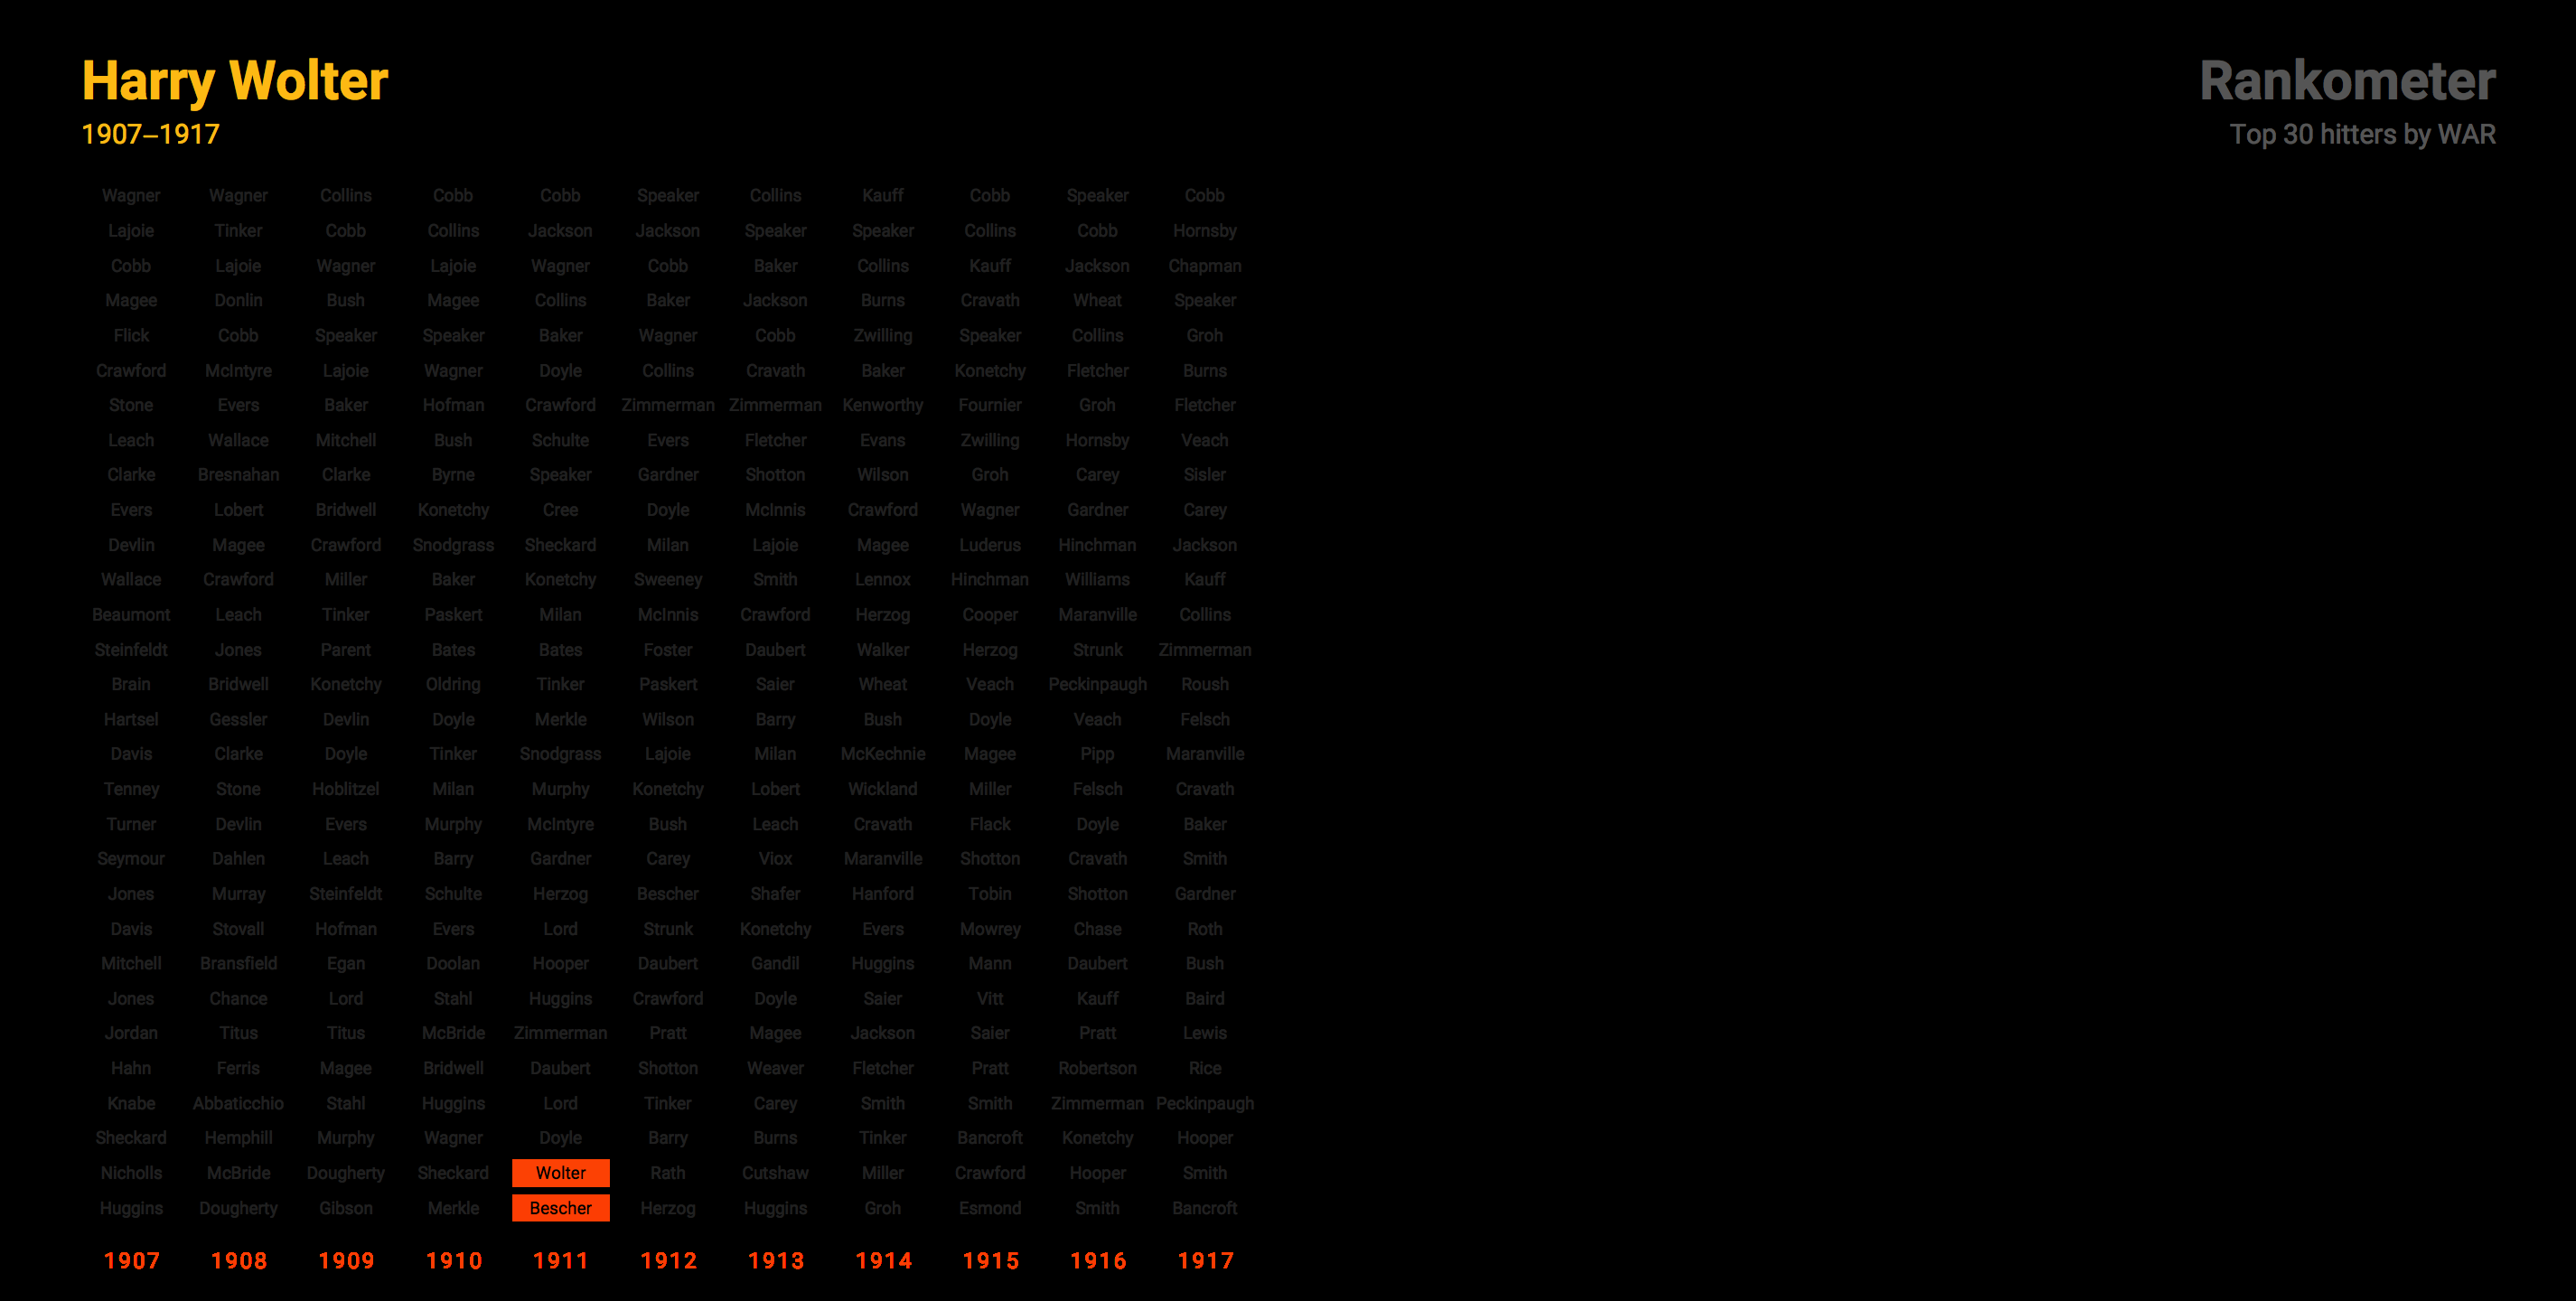 Harry Wolter
1907–1917
Rankometer
Top 30 hitters by WAR
Wagner Wagner Collins Cobb Cobb Speaker Collins Kauff Cobb Speaker Cobb
Lajoie Tinker Cobb Collins Jackson Jackson Speaker Speaker Collins Cobb Hornsby
Cobb Lajoie Wagner Lajoie Wagner Cobb Baker Collins Kauff Jackson Chapman
Magee Donlin Bush Magee Collins Baker Jackson Burns Cravath Wheat Speaker
Flick Cobb Speaker Speaker Baker Wagner Cobb Zwilling Speaker Collins Groh
Crawford McIntyre Lajoie Wagner Doyle Collins Cravath Baker Konetchy Fletcher Burns
Stone Evers Baker Hofman Crawford Zimmerman Zimmerman Kenworthy Fournier Groh Fletcher
Leach Wallace Mitchell Bush Schulte Evers Fletcher Evans Zwilling Hornsby Veach
Clarke Bresnahan Clarke Byrne Speaker Gardner Shotton Wilson Groh Carey Sisler
Evers Lobert Bridwell Konetchy Cree Doyle McInnis Crawford Wagner Gardner Carey
Devlin Magee Crawford Snodgrass Sheckard Milan Lajoie Magee Luderus Hinchman Jackson
Wallace Crawford Miller Baker Konetchy Sweeney Smith Lennox Hinchman Williams Kauff
Beaumont Leach Tinker Paskert Milan McInnis Crawford Herzog Cooper Maranville Collins
Steinfeldt Jones Parent Bates Bates Foster Daubert Walker Herzog Strunk Zimmerman
Brain Bridwell Konetchy Oldring Tinker Paskert Saier Wheat Veach Peckinpaugh Roush
Hartsel Gessler Devlin Doyle Merkle Wilson Barry Bush Doyle Veach Felsch
Davis Clarke Doyle Tinker Snodgrass Lajoie Milan McKechnie Magee Pipp Maranville
Tenney Stone Hoblitzel Milan Murphy Konetchy Lobert Wickland Miller Felsch Cravath
Turner Devlin Evers Murphy McIntyre Bush Leach Cravath Flack Doyle Baker
Seymour Dahlen Leach Barry Gardner Carey Viox Maranville Shotton Cravath Smith
Jones Murray Steinfeldt Schulte Herzog Bescher Shafer Hanford Tobin Shotton Gardner
Davis Stovall Hofman Evers Lord Strunk Konetchy Evers Mowrey Chase Roth
Mitchell Bransfield Egan Doolan Hooper Daubert Gandil Huggins Mann Daubert Bush
Jones Chance Lord Stahl Huggins Crawford Doyle Saier Vitt Kauff Baird
Jordan Titus Titus McBride Zimmerman Pratt Magee Jackson Saier Pratt Lewis
Hahn Ferris Magee Bridwell Daubert Shotton Weaver Fletcher Pratt Robertson Rice
Knabe Abbaticchio Stahl Huggins Lord Tinker Carey Smith Smith Zimmerman Peckinpaugh
Sheckard Hemphill Murphy Wagner Doyle Barry Burns Tinker Bancroft Konetchy Hooper
Nicholls McBride Dougherty Sheckard Wolter Rath Cutshaw Miller Crawford Hooper Smith
Huggins Dougherty Gibson Merkle Bescher Herzog Huggins Groh Esmond Smith Bancroft
1907 1908 1909 1910 1911 1912 1913 1914 1915 1916 1917